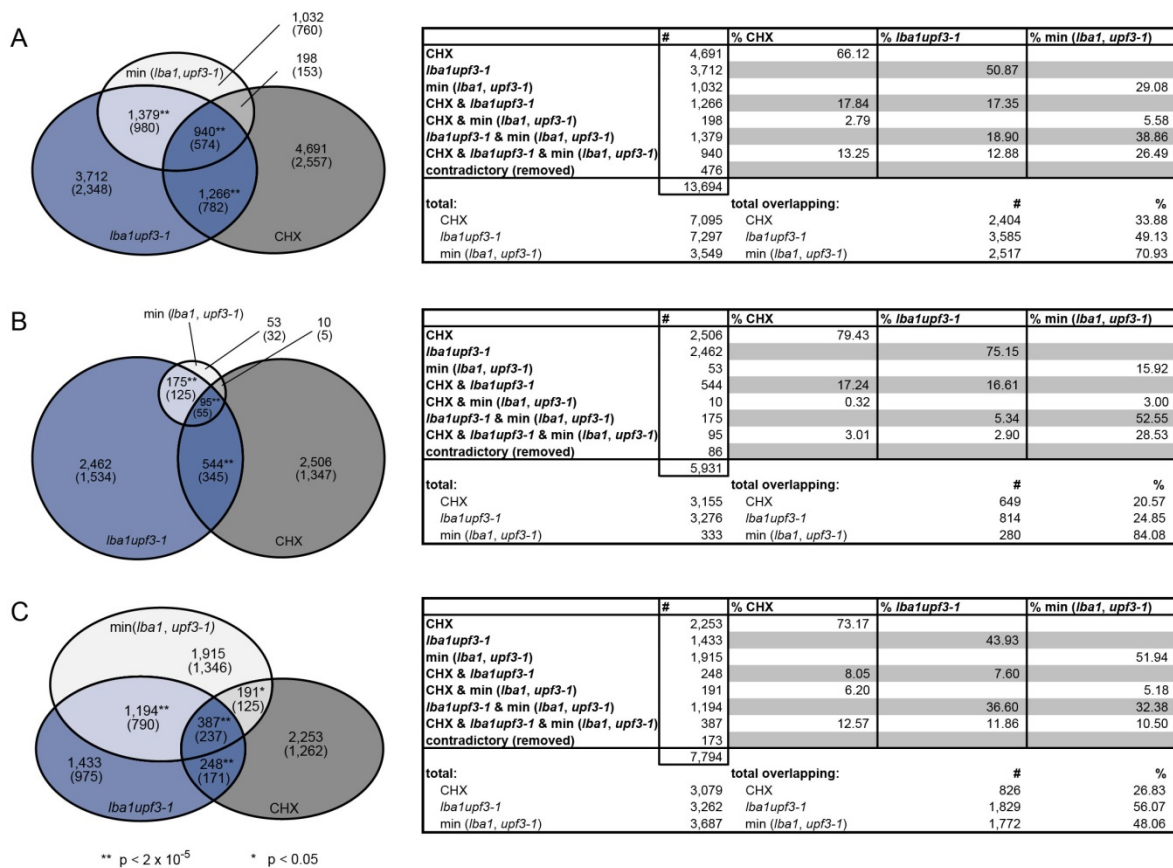 A
1,032
(760)
198
(153)
min (lba1, upf3-1)
1,379**
(980)
940**
(574)
4,691
(2,557)
3,712
(2,348)
1,266**
(782)
lba1upf3-1
CHX
# % CHX % lba1upf3-1 % min (lba1, upf3-1)
CHX 4,691 66.12
lba1upf3-1 3,712 50.87
min (lba1, upf3-1) 1,032 29.08
CHX & lba1upf3-1 1,266 17.84 17.35
CHX & min (lba1, upf3-1) 198 2.79 5.58
lba1upf3-1 & min (lba1, upf3-1) 1,379 18.90 38.86
CHX & lba1upf3-1 & min (lba1, upf3-1) 940 13.25 12.88 26.49
contradictory (removed) 476
13,694
total: total overlapping: # %
CHX 7,095 CHX 2,404 33.88
lba1upf3-1 7,297 lba1upf3-1 3,585 49.13
min (lba1, upf3-1) 3,549 min (lba1, upf3-1) 2,517 70.93
B
min (lba1, upf3-1)
53
(32)
10
(5)
175**
(125)
95**
(55)
2,462
(1,534)
544**
(345)
2,506
(1,347)
lba1upf3-1
CHX
# % CHX % lba1upf3-1 % min (lba1, upf3-1)
CHX 2,506 79.43
lba1upf3-1 2,462 75.15
min (lba1, upf3-1) 53 15.92
CHX & lba1upf3-1 544 17.24 16.61
CHX & min (lba1, upf3-1) 10 0.32 3.00
lba1upf3-1 & min (lba1, upf3-1) 175 5.34 52.55
CHX & lba1upf3-1 & min (lba1, upf3-1) 95 3.01 2.90 28.53
contradictory (removed) 86
5,931
total: total overlapping: # %
CHX 3,155 CHX 649 20.57
lba1upf3-1 3,276 lba1upf3-1 814 24.85
min (lba1, upf3-1) 333 min (lba1, upf3-1) 280 84.08
C
min(lba1, upf3-1)
1,915
(1,346)
191*
(125)
1,194**
(790)
387**
(237)
2,253
(1,262)
1,433
(975)
248**
(171)
lba1upf3-1
CHX
** p < 2 x 10⁻⁵ * p < 0.05
# % CHX % lba1upf3-1 % min (lba1, upf3-1)
CHX 2,253 73.17
lba1upf3-1 1,433 43.93
min (lba1, upf3-1) 1,915 51.94
CHX & lba1upf3-1 248 8.05 7.60
CHX & min (lba1, upf3-1) 191 6.20 5.18
lba1upf3-1 & min (lba1, upf3-1) 1,194 36.60 32.38
CHX & lba1upf3-1 & min (lba1, upf3-1) 387 12.57 11.86 10.50
contradictory (removed) 173
7,794
total: total overlapping: # %
CHX 3,079 CHX 826 26.83
lba1upf3-1 3,262 lba1upf3-1 1,829 56.07
min (lba1, upf3-1) 3,687 min (lba1, upf3-1) 1,772 48.06